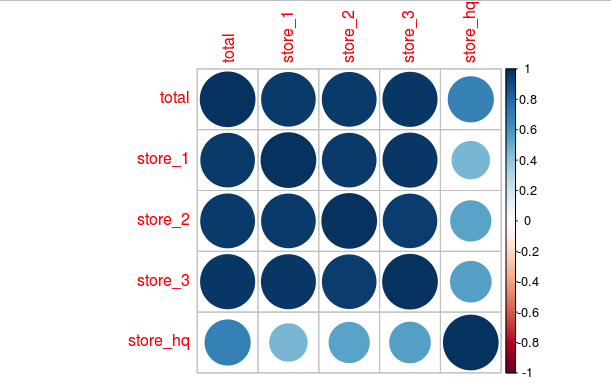 total store_1 store_2 store_3 store_hq
total
store_1
store_2
store_3
store_hq
1
0.8
0.6
0.4
0.2
0
-0.2
-0.4
-0.6
-0.8
-1